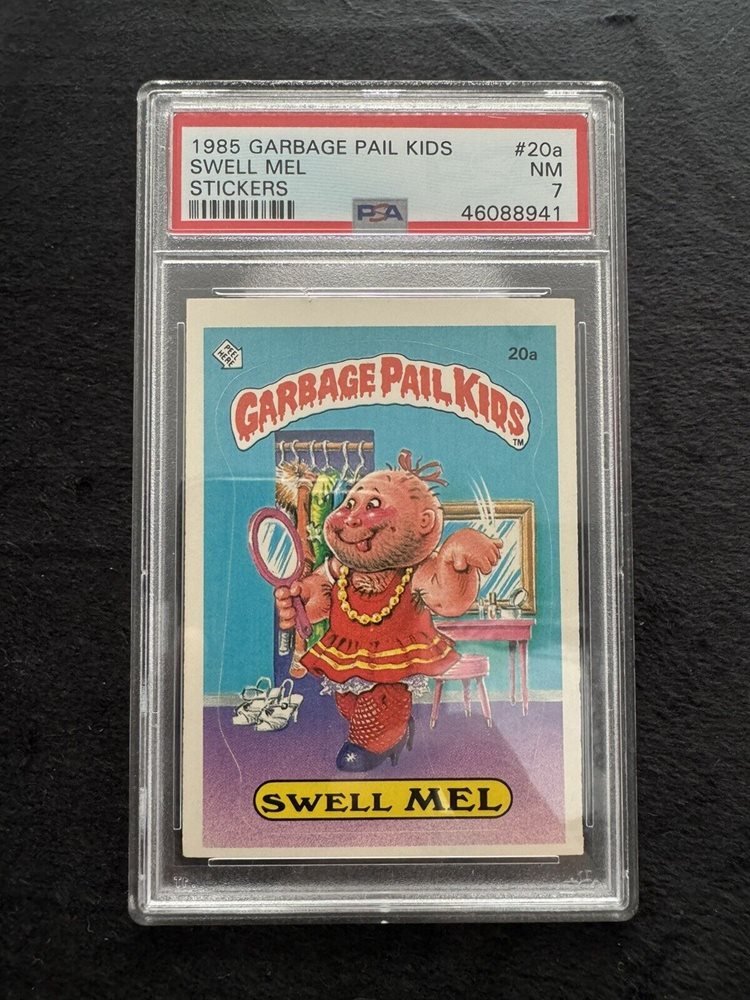 1985 GARBAGE PAIL KIDS #20a
SWELL MEL NM
STICKERS 7
PSA 46088941
PEEL HERE
20a
GARBAGE PAIL KIDS
TM
SWELL MEL